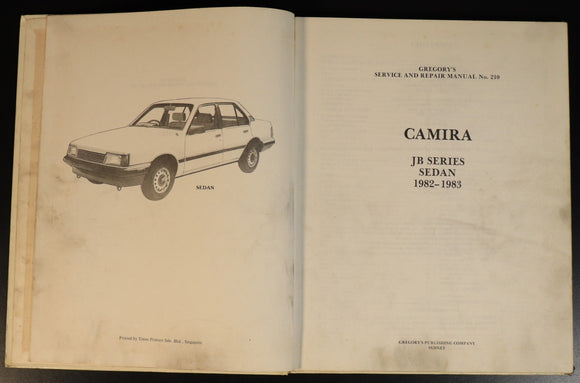 SEDAN
Printed by Times Printers Sdn. Bhd. - Singapore
GREGORY'S
SERVICE AND REPAIR MANUAL No. 210
CAMIRA
JB SERIES
SEDAN
1982–1983
GREGORY'S PUBLISHING COMPANY
SYDNEY